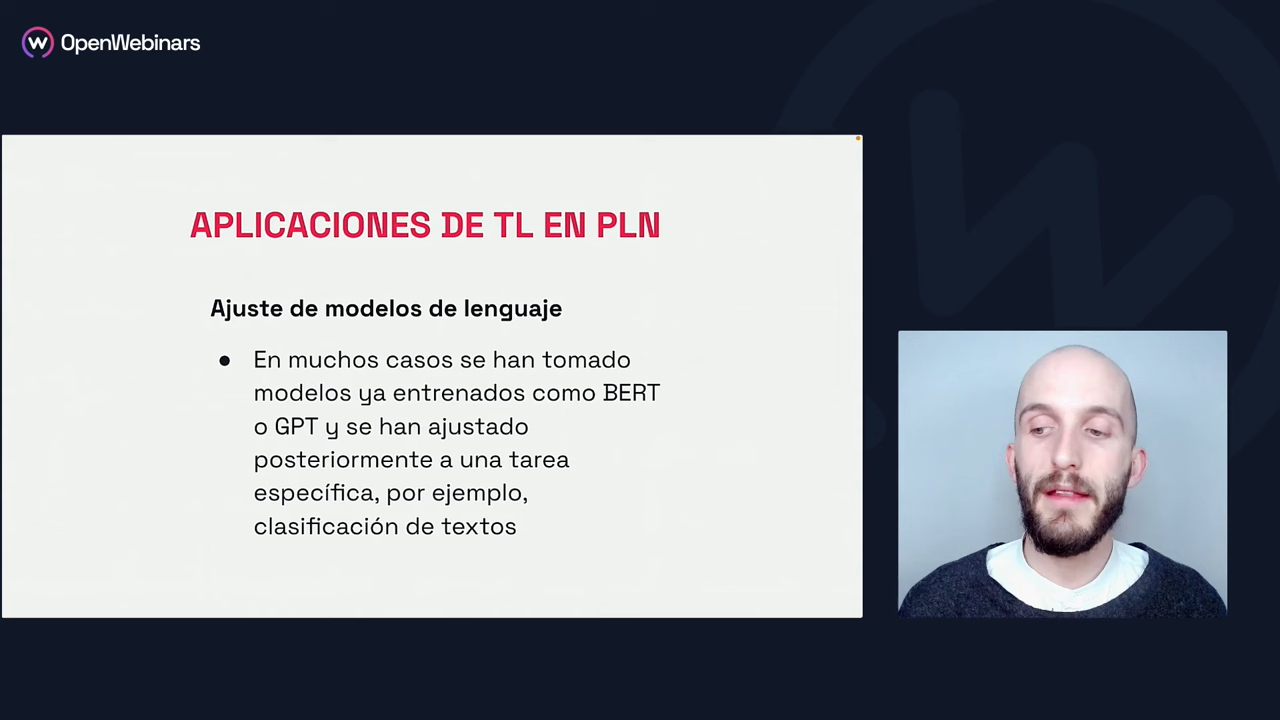 OpenWebinars
APLICACIONES DE TL EN PLN
Ajuste de modelos de lenguaje
● En muchos casos se han tomado
modelos ya entrenados como BERT
o GPT y se han ajustado
posteriormente a una tarea
específica, por ejemplo,
clasificación de textos